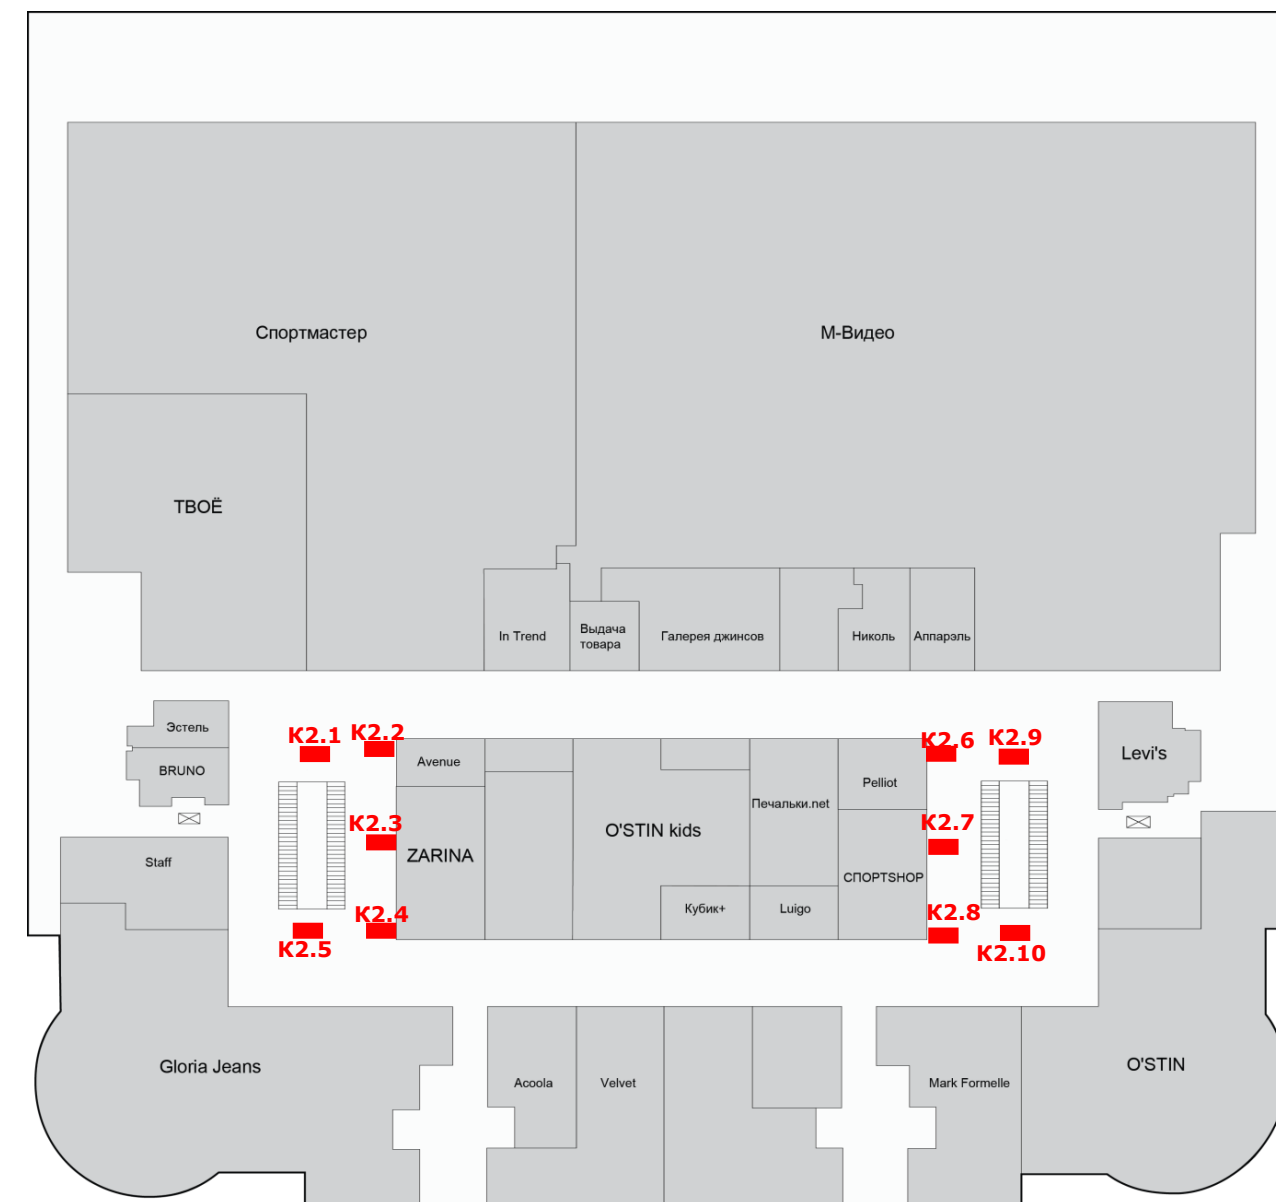 Спортмастер
М-Видео
ТВОЁ
In Trend
Выдача
товара
Галерея джинсов
Николь
Аппарэль
Эстель
BRUNO
Staff
К2.1
К2.2
К2.3
К2.4
К2.5
Avenue
ZARINA
O'STIN kids
Печальки.net
Кубик+
Luigo
Pelliot
СПОРТSHOP
К2.6
К2.7
К2.8
К2.9
К2.10
Levi's
Gloria Jeans
Acoola
Velvet
Mark Formelle
O'STIN